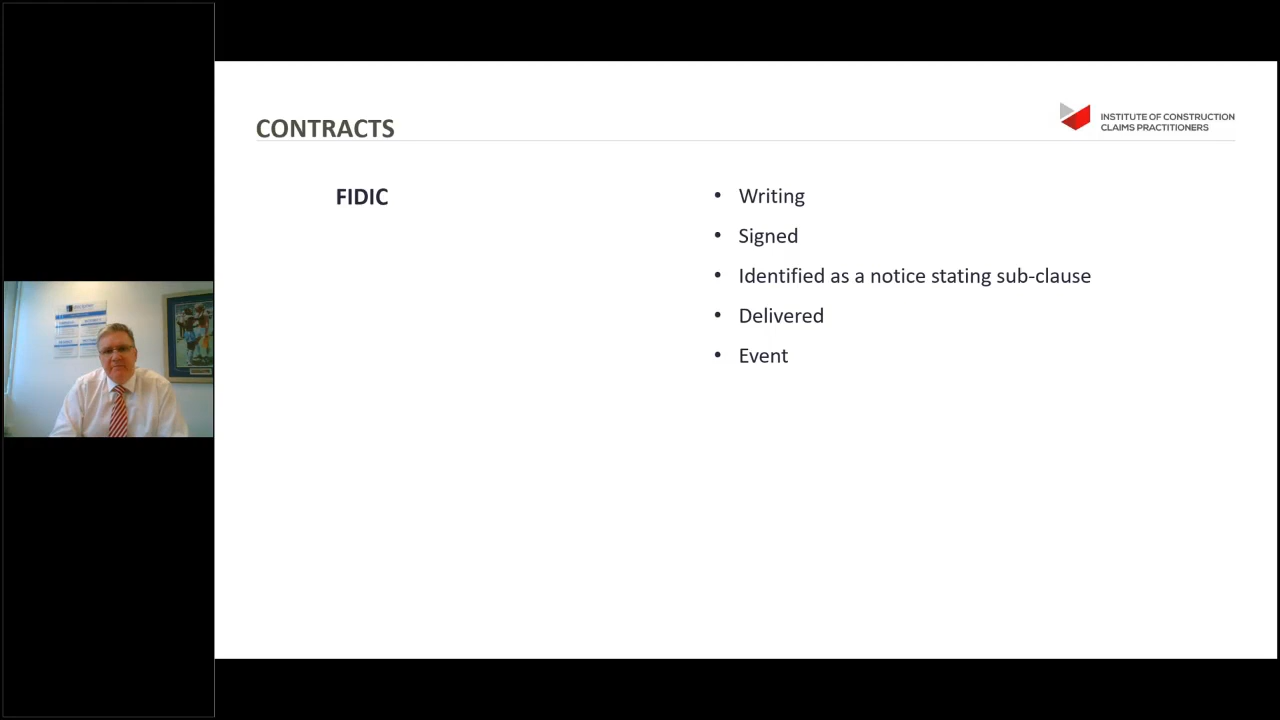 CONTRACTS
INSTITUTE OF CONSTRUCTION
CLAIMS PRACTITIONERS
FIDIC
• Writing
• Signed
• Identified as a notice stating sub-clause
• Delivered
• Event